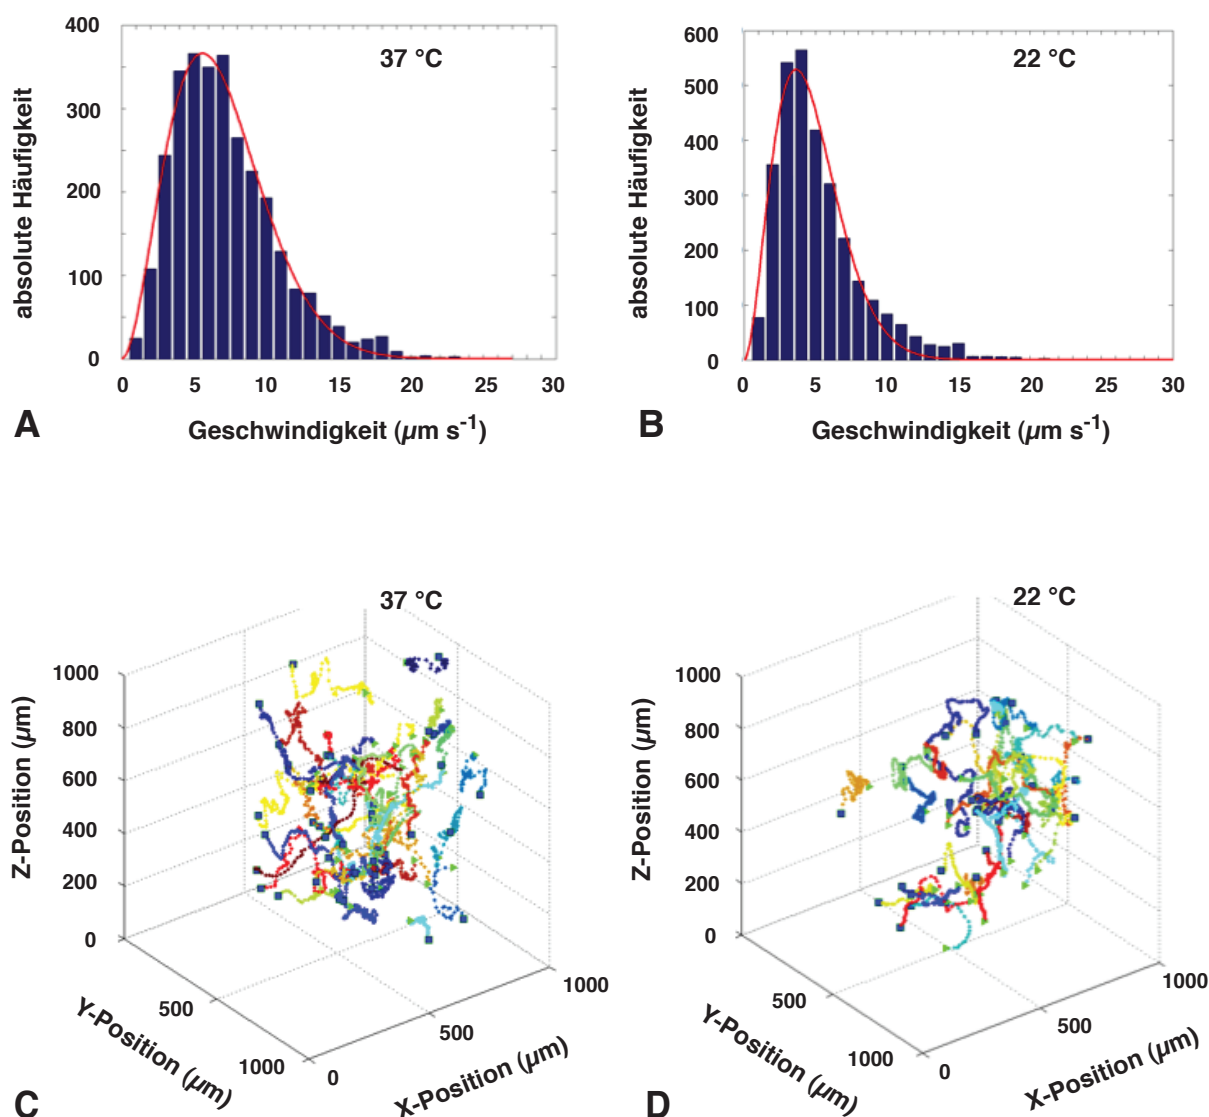 400
300
200
100
0
absolute Häufigkeit
37 °C
0 5 10 15 20 25 30
Geschwindigkeit (µm s-1)
A
600
500
400
300
200
100
0
absolute Häufigkeit
22 °C
0 5 10 15 20 25 30
Geschwindigkeit (µm s-1)
B
37 °C
1000
800
600
400
200
0
Z-Position (µm)
500
1000
Y-Position (µm)
0
500
1000
X-Position (µm)
C
22 °C
1000
800
600
400
200
0
Z-Position (µm)
500
1000
Y-Position (µm)
0
500
1000
X-Position (µm)
D